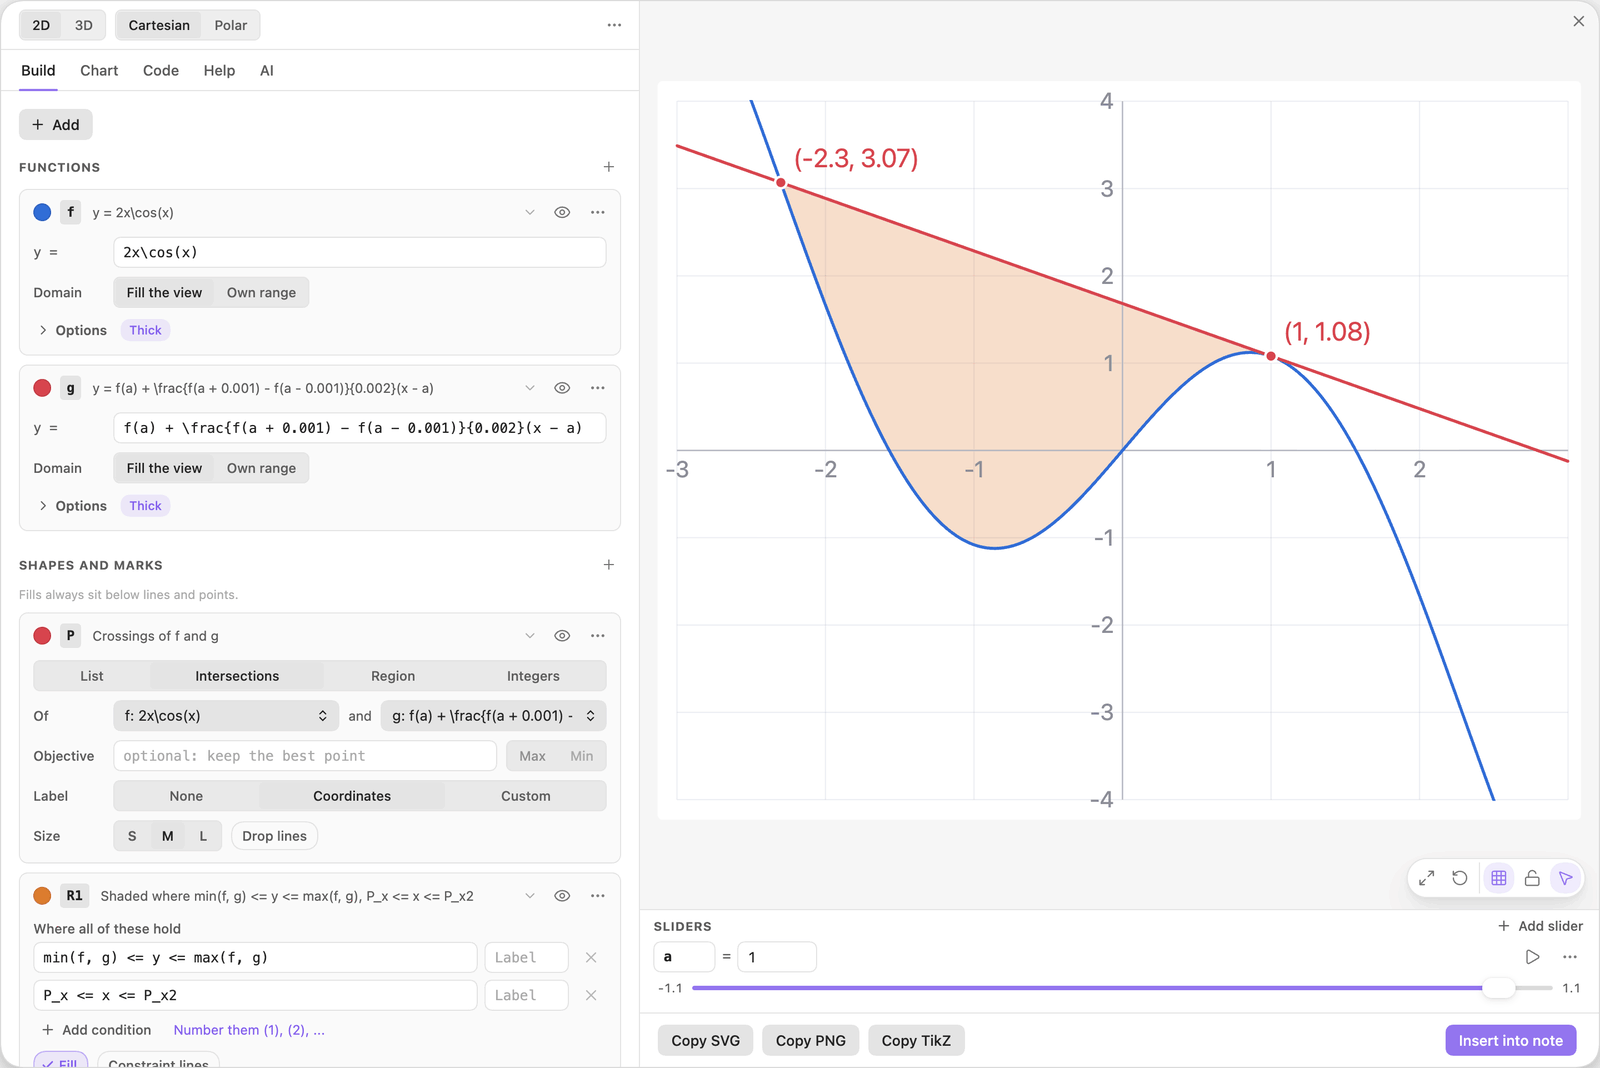 2D 3D Cartesian Polar ...
Build Chart Code Help AI
+ Add
FUNCTIONS +
f y = 2x\cos(x) ...
y = 2x\cos(x)
Domain Fill the view Own range
Options Thick
g y = f(a) + \frac{f(a + 0.001) - f(a - 0.001)}{0.002}(x - a) ...
y = f(a) + \frac{f(a + 0.001) - f(a - 0.001)}{0.002}(x - a)
Domain Fill the view Own range
Options Thick
SHAPES AND MARKS +
Fills always sit below lines and points.
P Crossings of f and g ...
List Intersections Region Integers
Of f: 2x\cos(x) and g: f(a) + \frac{f(a + 0.001) -
Objective optional: keep the best point Max Min
Label None Coordinates Custom
Size S M L Drop lines
R1 Shaded where min(f, g) <= y <= max(f, g), P_x <= x <= P_x2 ...
Where all of these hold
min(f, g) <= y <= max(f, g) Label ×
P_x <= x <= P_x2 Label ×
+ Add condition Number them (1), (2), ...
✓ Fill Constraint lines
4
3
2
1
-1
-2
-3
-4
-3 -2 -1 1 2
(-2.3, 3.07)
(1, 1.08)
SLIDERS + Add slider
a = 1 ...
-1.1 1.1
Copy SVG Copy PNG Copy TikZ Insert into note